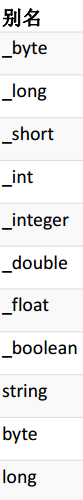 别名
_byte
_long
_short
_int
_integer
_double
_float
_boolean
string
byte
long